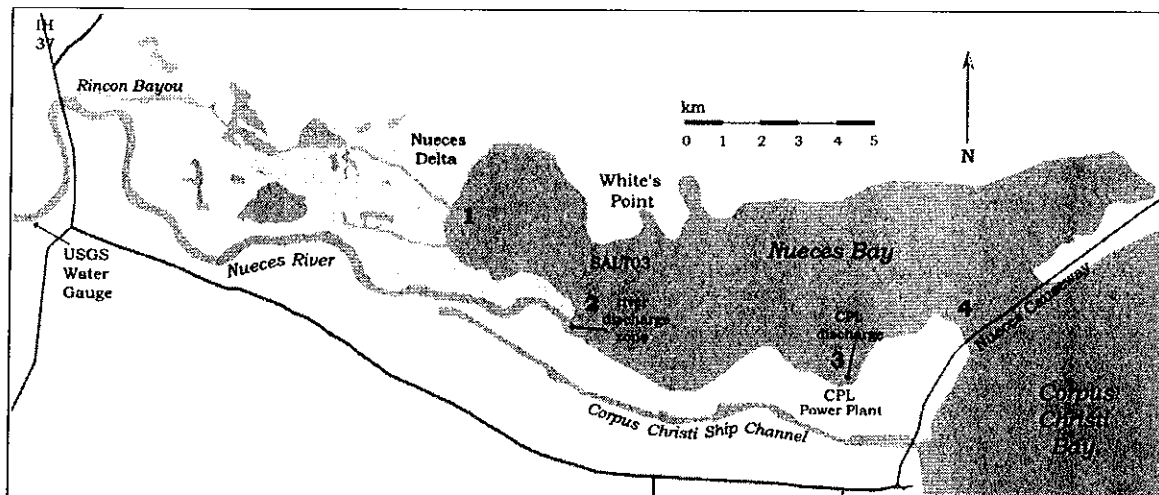 IH
37
Rincon Bayou
Nueces
Delta
km
0 1 2 3 4 5
N
White's
Point
1
Nueces Bay
USGS
Water
Gauge
Nueces River
SALT03
2
river
discharge
zone
CPL
discharge
3
4
Nueces Causeway
CPL
Power Plant
Corpus Christi Ship Channel
Corpus
Christi
Bay